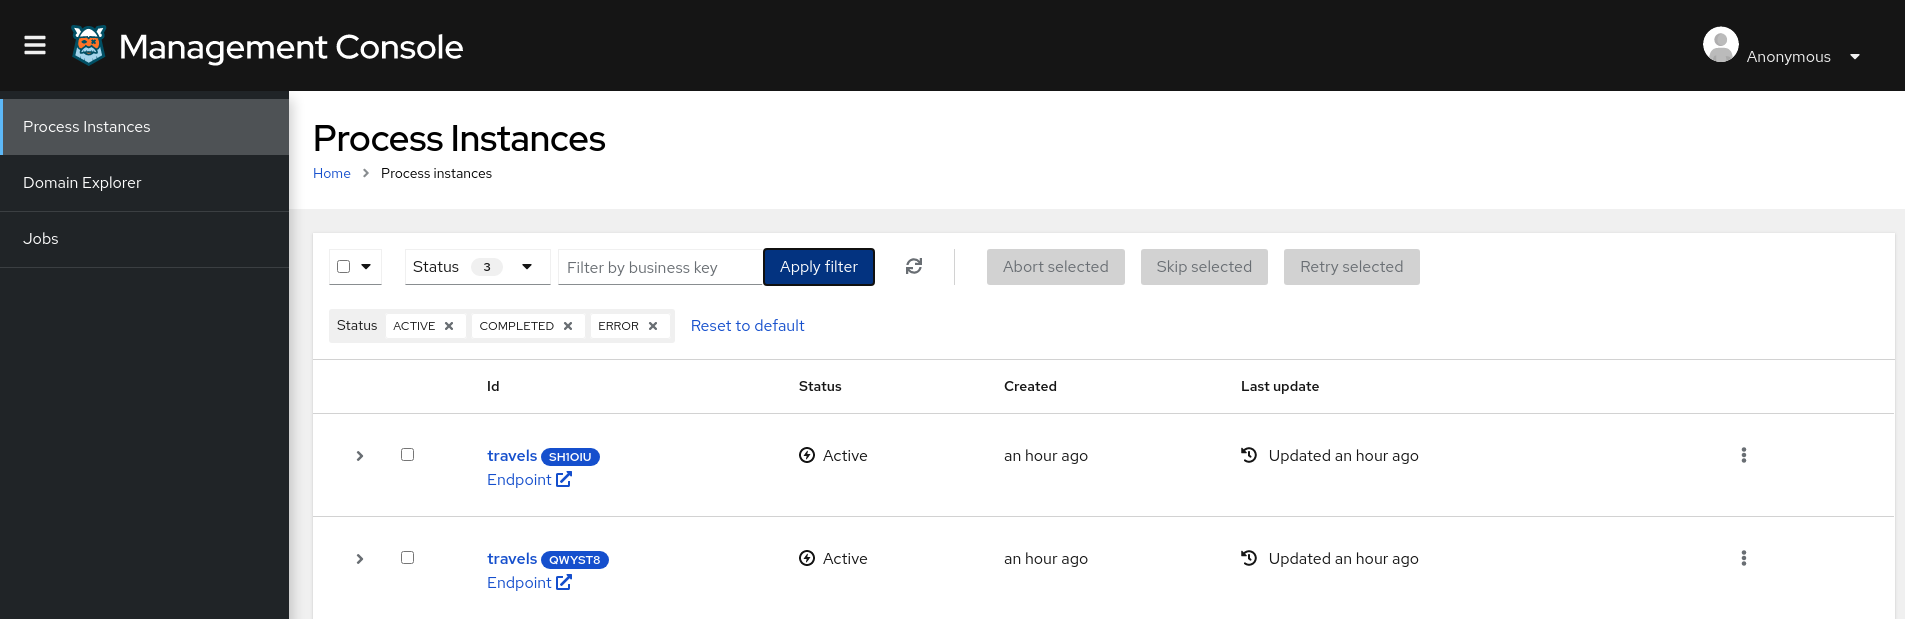 Management Console
Anonymous
Process Instances
Domain Explorer
Jobs
Process Instances
Home Process instances
Status 3 Filter by business key Apply filter Abort selected Skip selected Retry selected
Status ACTIVE COMPLETED ERROR Reset to default
Id Status Created Last update
travels SH1OIU Active an hour ago Updated an hour ago
Endpoint
travels QWYST8 Active an hour ago Updated an hour ago
Endpoint